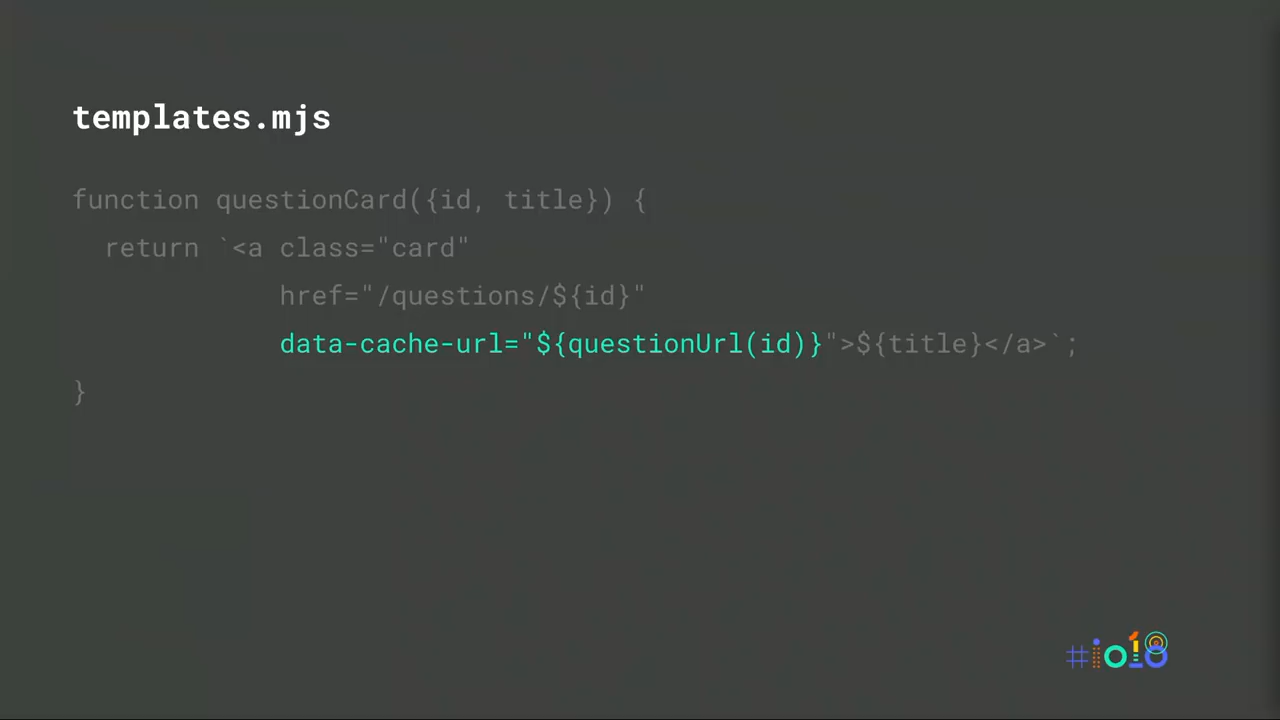 templates.mjs
function questionCard({id, title}) {
  return `<a class="card"
             href="/questions/${id}"
             data-cache-url="${questionUrl(id)}">${title}</a>`;
}
#io18